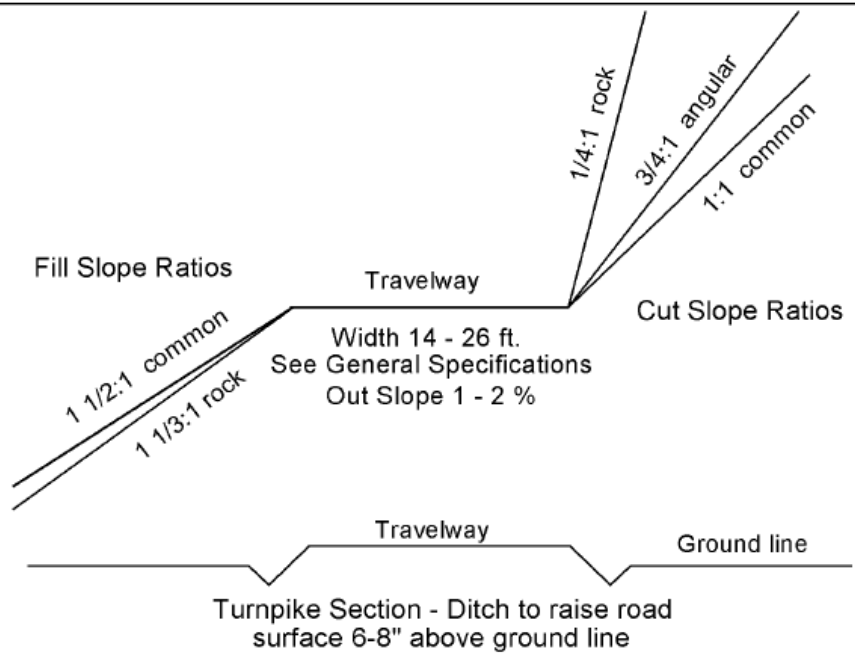 1/4:1 rock
3/4:1 angular
1:1 common
Fill Slope Ratios
Travelway
Cut Slope Ratios
Width 14 - 26 ft.
See General Specifications
Out Slope 1 - 2 %
1 1/2:1 common
1 1/3:1 rock
Travelway
Ground line
Turnpike Section - Ditch to raise road
surface 6-8" above ground line